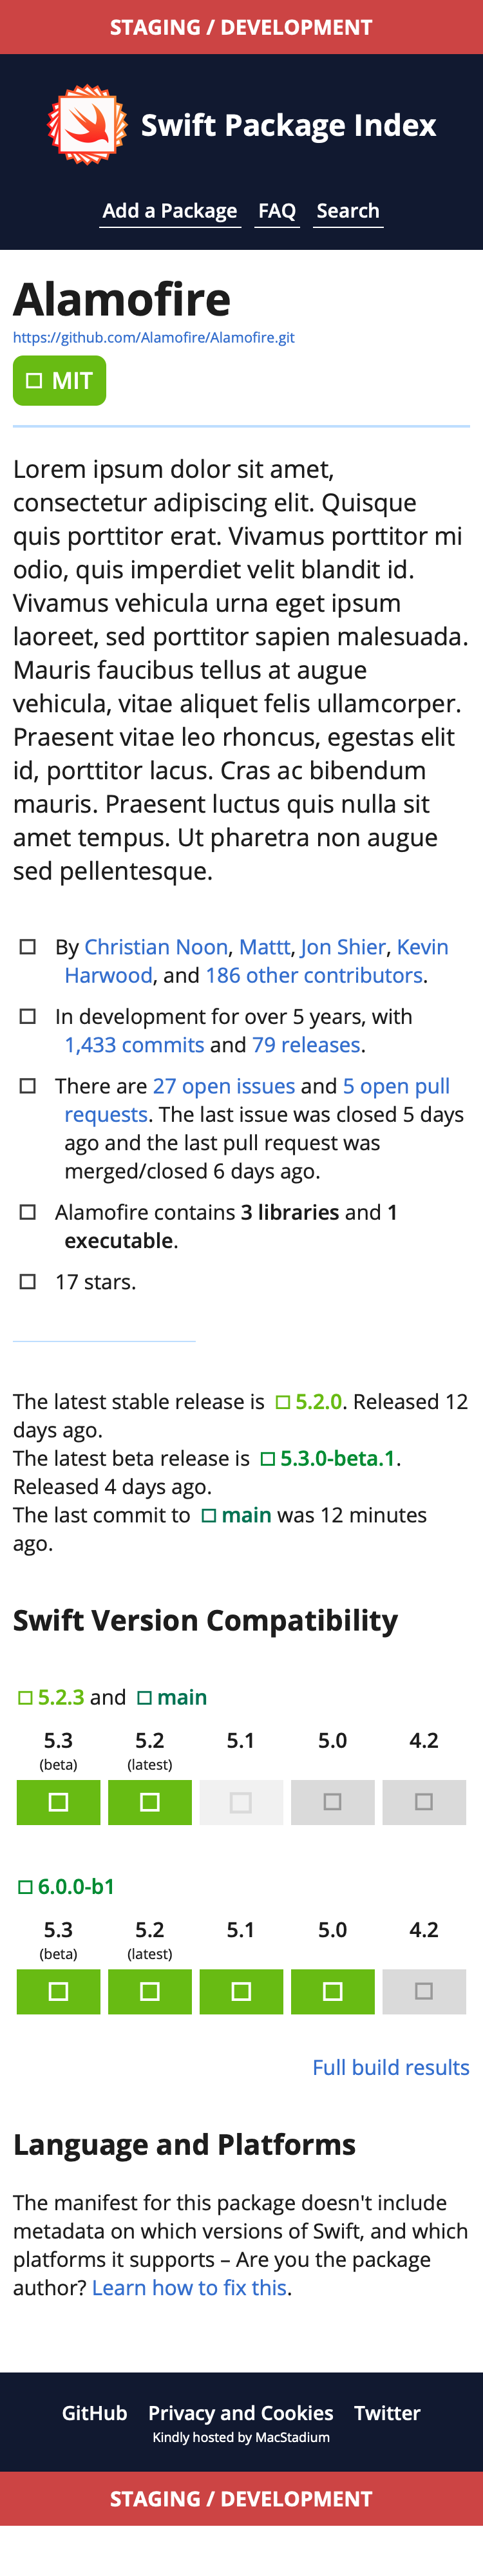 STAGING / DEVELOPMENT
Swift Package Index
Add a Package FAQ Search
Alamofire
https://github.com/Alamofire/Alamofire.git
MIT
Lorem ipsum dolor sit amet,
consectetur adipiscing elit. Quisque
quis porttitor erat. Vivamus porttitor mi
odio, quis imperdiet velit blandit id.
Vivamus vehicula urna eget ipsum
laoreet, sed porttitor sapien malesuada.
Mauris faucibus tellus at augue
vehicula, vitae aliquet felis ullamcorper.
Praesent vitae leo rhoncus, egestas elit
id, porttitor lacus. Cras ac bibendum
mauris. Praesent luctus quis nulla sit
amet tempus. Ut pharetra non augue
sed pellentesque.
By Christian Noon, Mattt, Jon Shier, Kevin
Harwood, and 186 other contributors.
In development for over 5 years, with
1,433 commits and 79 releases.
There are 27 open issues and 5 open pull
requests. The last issue was closed 5 days
ago and the last pull request was
merged/closed 6 days ago.
Alamofire contains 3 libraries and 1
executable.
17 stars.
The latest stable release is 5.2.0. Released 12
days ago.
The latest beta release is 5.3.0-beta.1.
Released 4 days ago.
The last commit to main was 12 minutes
ago.
Swift Version Compatibility
5.2.3 and main
5.3 5.2 5.1 5.0 4.2
(beta) (latest)
6.0.0-b1
5.3 5.2 5.1 5.0 4.2
(beta) (latest)
Full build results
Language and Platforms
The manifest for this package doesn't include
metadata on which versions of Swift, and which
platforms it supports – Are you the package
author? Learn how to fix this.
GitHub Privacy and Cookies Twitter
Kindly hosted by MacStadium
STAGING / DEVELOPMENT